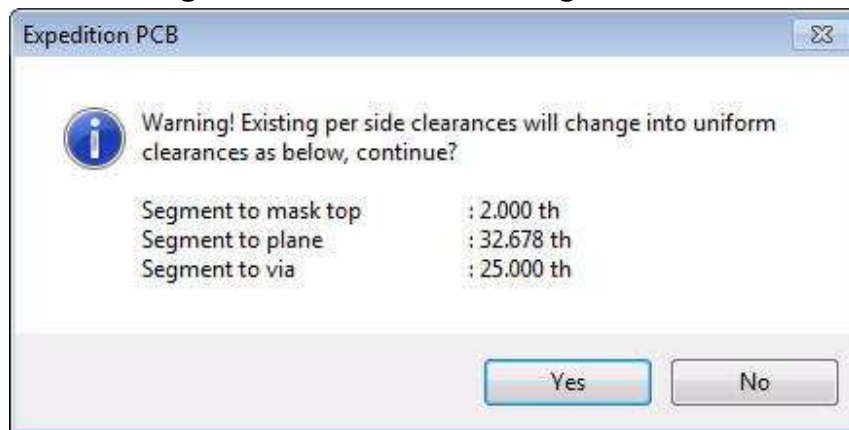 Expedition PCB
Warning! Existing per side clearances will change into uniform
clearances as below, continue?
Segment to mask top : 2.000 th
Segment to plane : 32.678 th
Segment to via : 25.000 th
Yes No